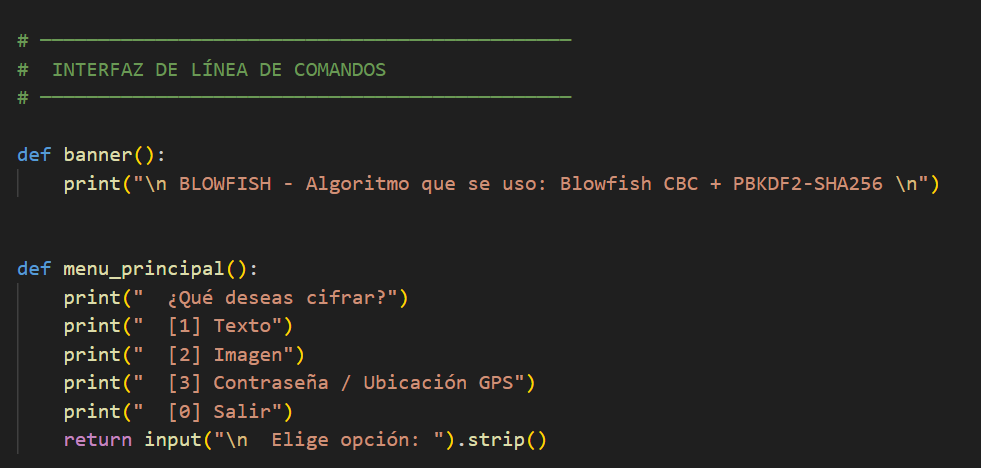 # ──────────────────────────────────────────────
#  INTERFAZ DE LÍNEA DE COMANDOS
# ──────────────────────────────────────────────
def banner():
    print("\n BLOWFISH - Algoritmo que se uso: Blowfish CBC + PBKDF2-SHA256 \n")
def menu_principal():
    print("  ¿Qué deseas cifrar?")
    print("  [1] Texto")
    print("  [2] Imagen")
    print("  [3] Contraseña / Ubicación GPS")
    print("  [0] Salir")
    return input("\n  Elige opción: ").strip()